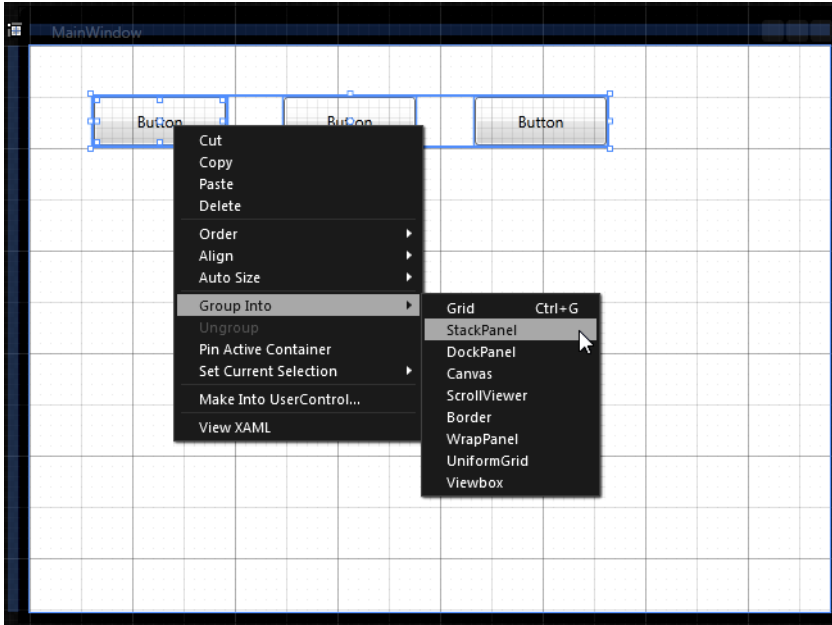 MainWindow
Button
Button
Button
Cut
Copy
Paste
Delete
Order
Align
Auto Size
Group Into
Ungroup
Pin Active Container
Set Current Selection
Make Into UserControl...
View XAML
Grid Ctrl+G
StackPanel
DockPanel
Canvas
ScrollViewer
Border
WrapPanel
UniformGrid
Viewbox